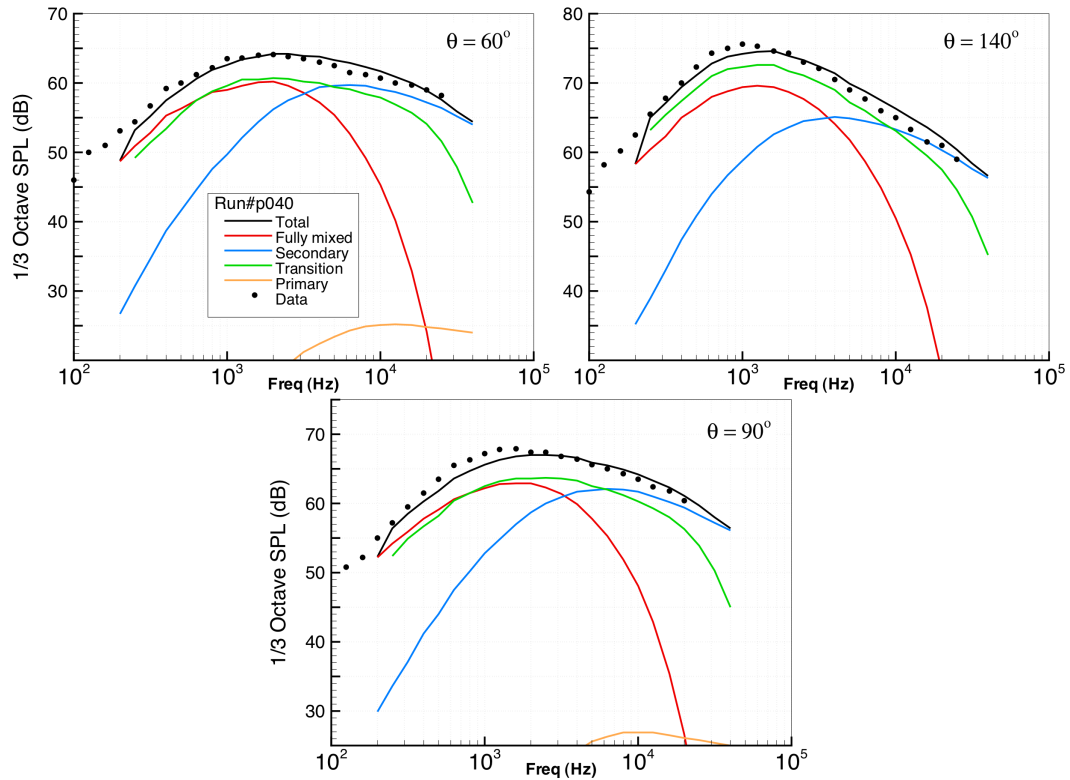 70
60
50
40
30
1/3 Octave SPL (dB)
θ = 60°
Run#p040
Total
Fully mixed
Secondary
Transition
Primary
Data
10² 10³ 10⁴ 10⁵
Freq (Hz)
80
70
60
50
40
θ = 140°
10² 10³ 10⁴ 10⁵
Freq (Hz)
70
60
50
40
30
1/3 Octave SPL (dB)
θ = 90°
10² 10³ 10⁴ 10⁵
Freq (Hz)